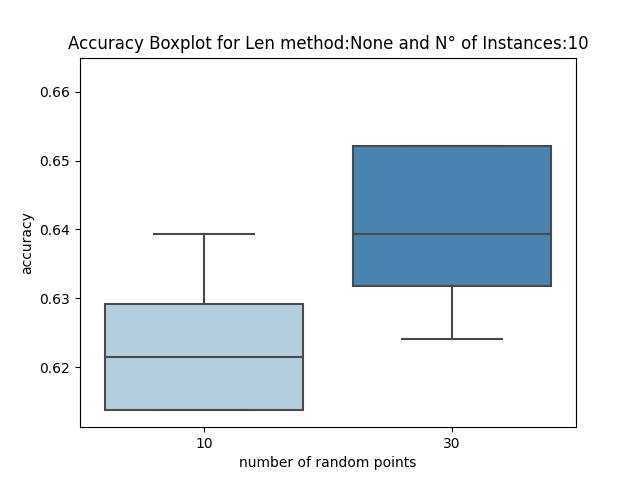 Accuracy Boxplot for Len method:None and N° of Instances:10
0.66
0.65
0.64
0.63
0.62
accuracy
10 30
number of random points